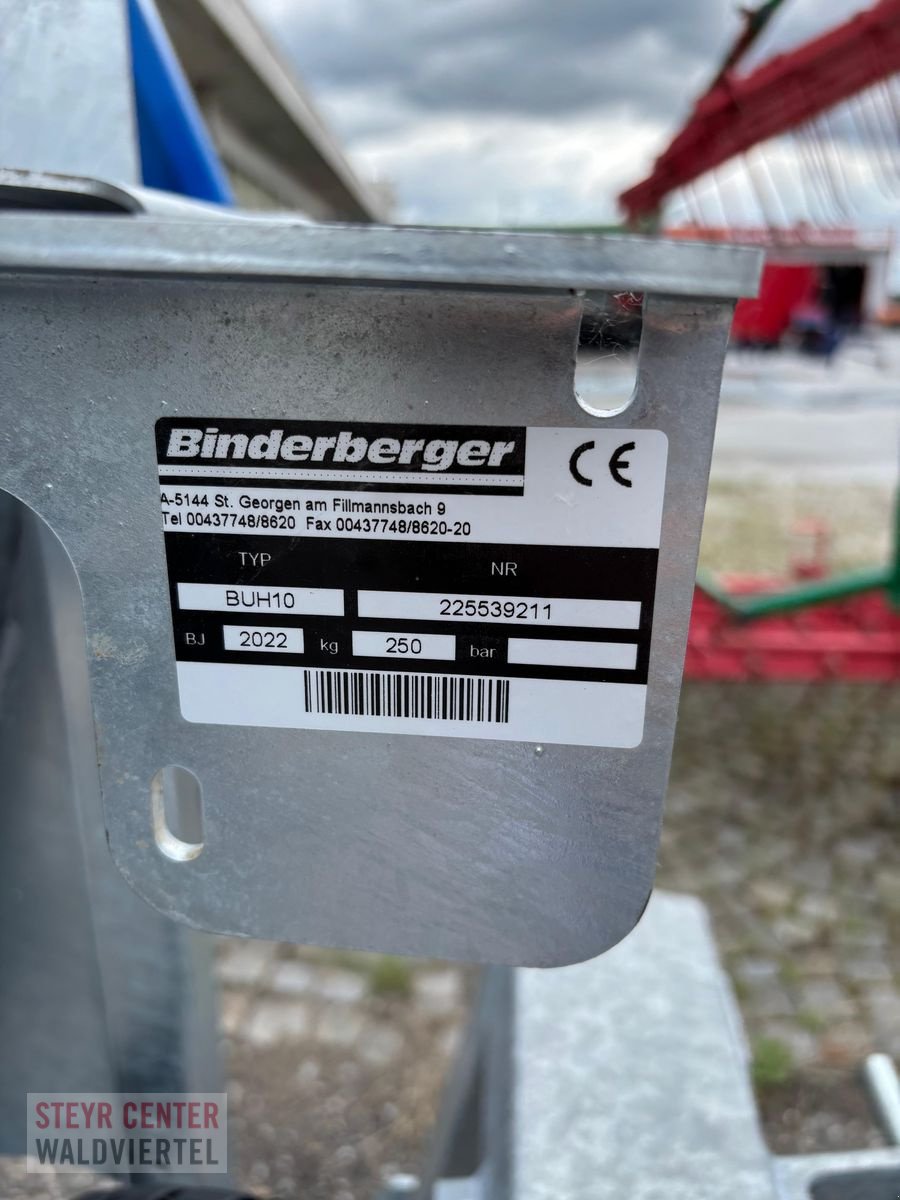 Binderberger
CE
A-5144 St. Georgen am Fillmannsbach 9
Tel 00437748/8620 Fax 00437748/8620-20
TYP NR
BUH10 225539211
BJ 2022 kg 250 bar
STEYR CENTER
WALDVIERTEL